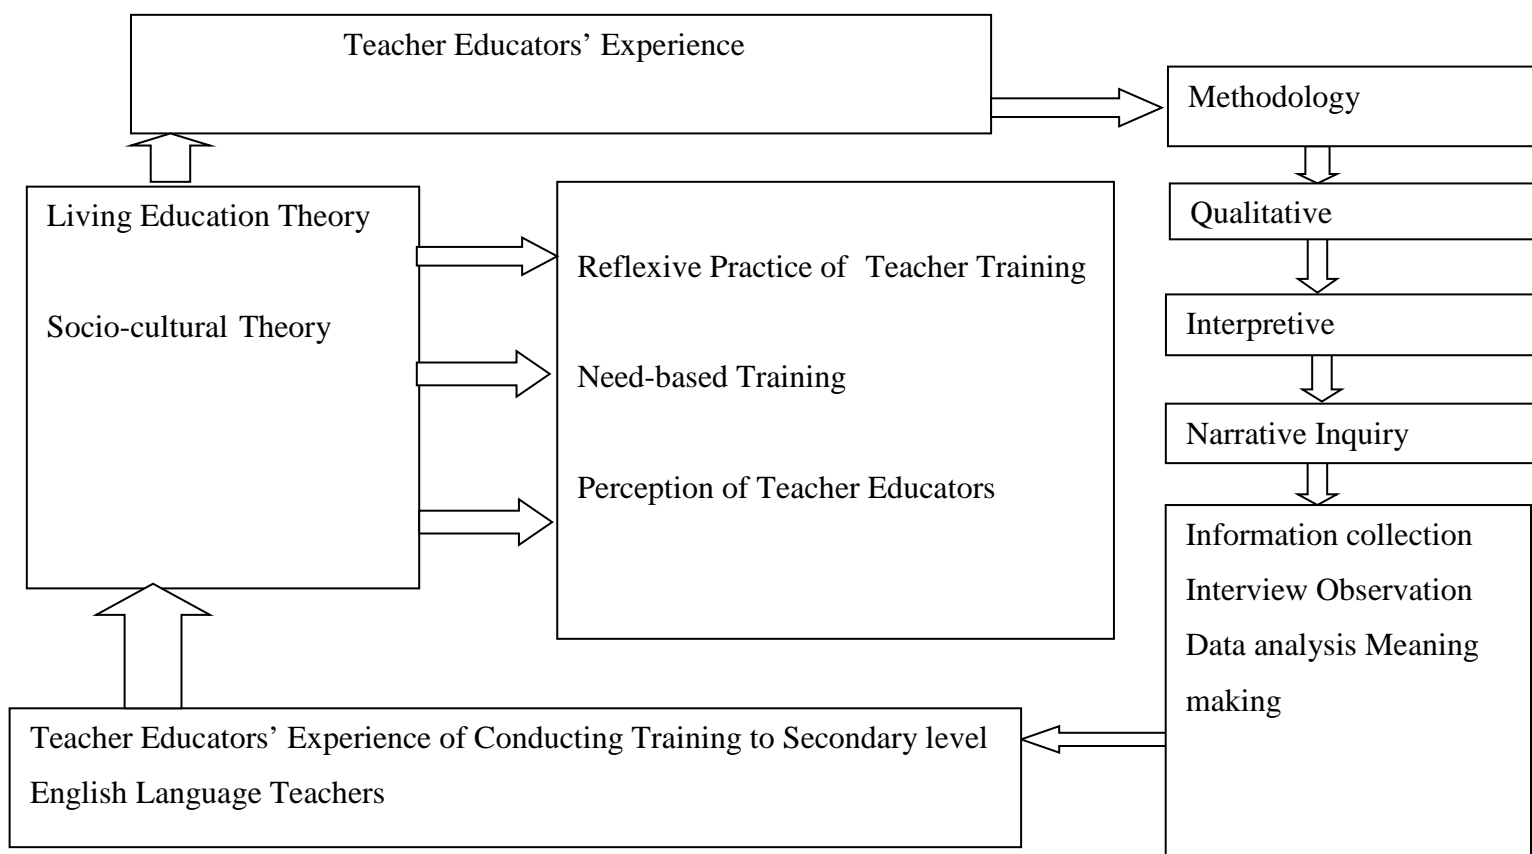 Teacher Educators’ Experience
Methodology
Qualitative
Interpretive
Narrative Inquiry
Living Education Theory
Socio-cultural Theory
Reflexive Practice of Teacher Training
Need-based Training
Perception of Teacher Educators
Information collection
Interview Observation
Data analysis Meaning
making
Teacher Educators’ Experience of Conducting Training to Secondary level
English Language Teachers